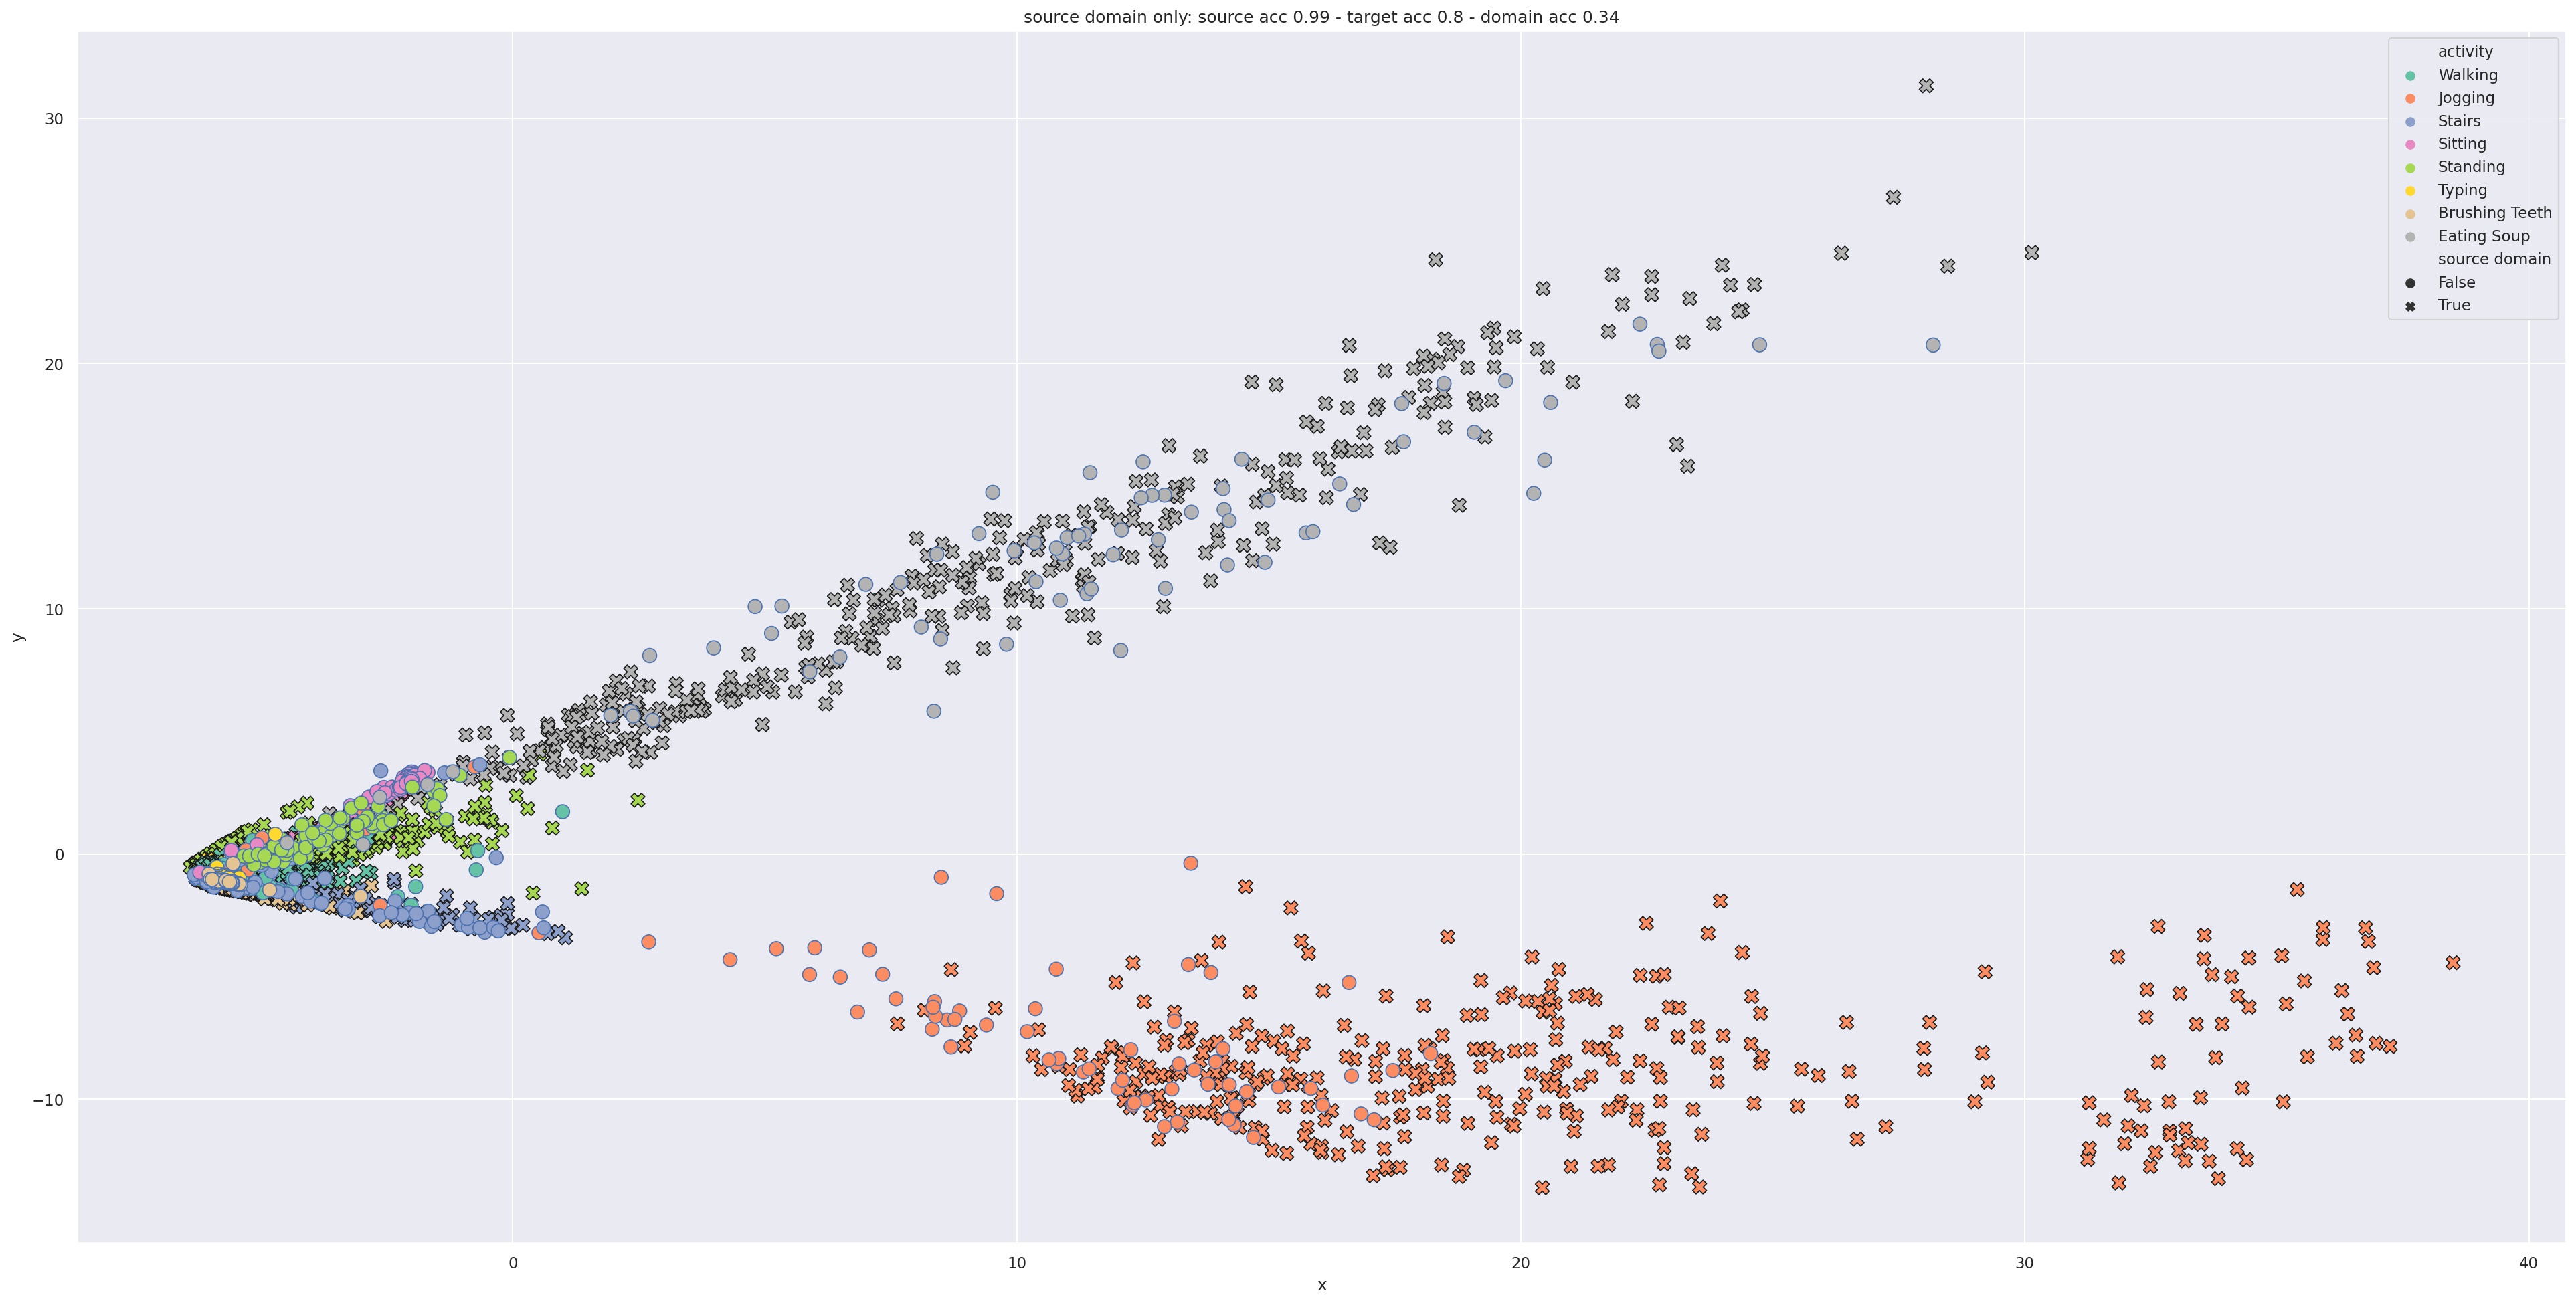 source domain only: source acc 0.99 - target acc 0.8 - domain acc 0.34
activity
Walking
Jogging
Stairs
Sitting
Standing
Typing
Brushing Teeth
Eating Soup
source domain
False
True
30
20
10
0
−10
y
0
10
20
30
40
x